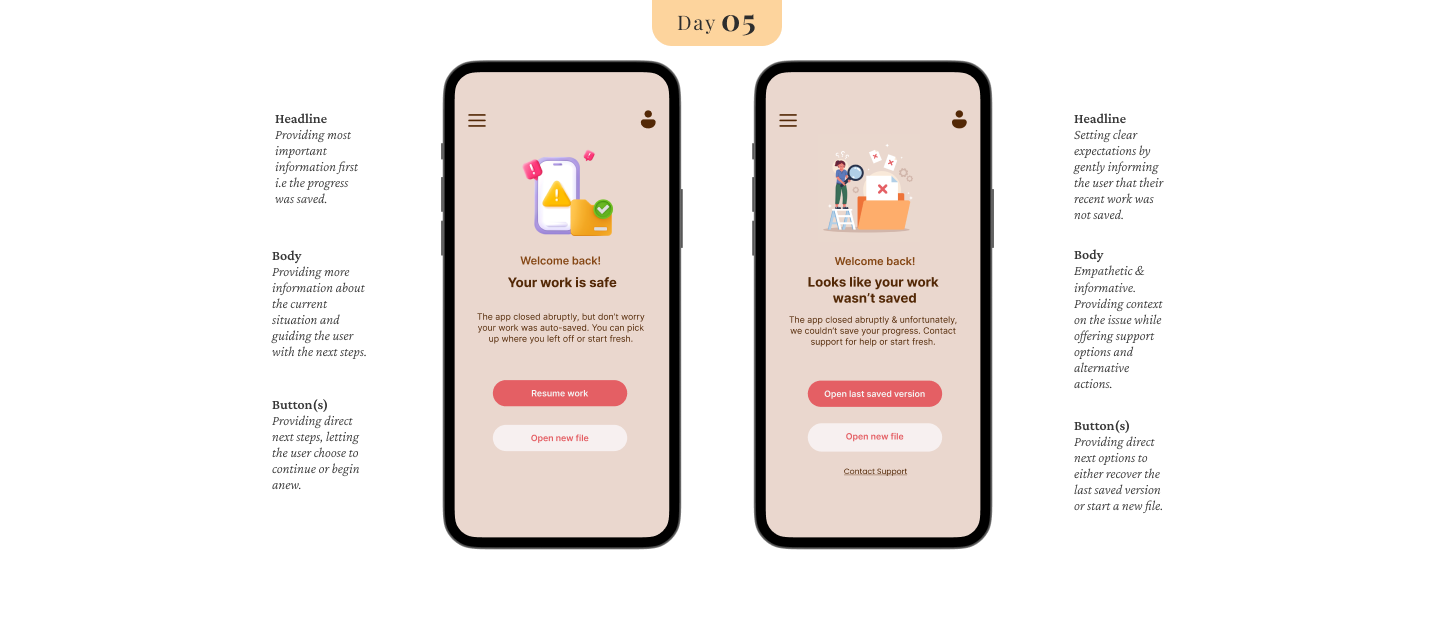 Day 05
Headline
Providing most
important
information first
i.e the progress
was saved.
Body
Providing more
information about
the current
situation and
guiding the user
with the next steps.
Button(s)
Providing direct
next steps, letting
the user choose to
continue or begin
anew.
Welcome back!
Your work is safe
The app closed abruptly, but don't worry
your work was auto-saved. You can pick
up where you left off or start fresh.
Resume work
Open new file
Welcome back!
Looks like your work
wasn't saved
The app closed abruptly & unfortunately,
we couldn't save your progress. Contact
support for help or start fresh.
Open last saved version
Open new file
Contact Support
Headline
Setting clear
expectations by
gently informing
the user that their
recent work was
not saved.
Body
Empathetic &
informative.
Providing context
on the issue while
offering support
options and
alternative
actions.
Button(s)
Providing direct
next options to
either recover the
last saved version
or start a new file.